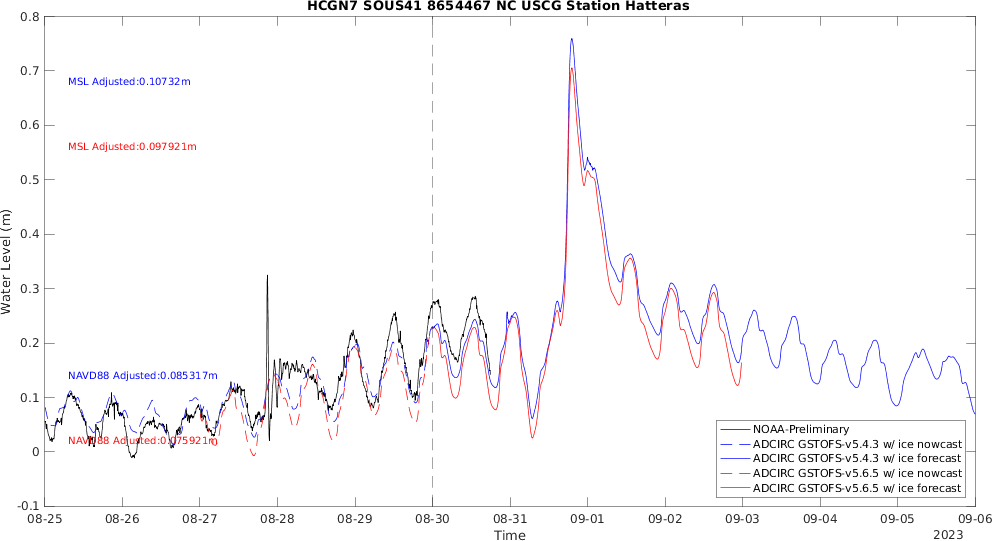 HCGN7 SOUS41 8654467 NC USCG Station Hatteras
0.8
0.7
0.6
0.5
0.4
0.3
0.2
0.1
0
-0.1
Water Level (m)
MSL Adjusted:0.10732m
MSL Adjusted:0.097921m
NAVD88 Adjusted:0.085317m
NAVD88 Adjusted:0.075921m
NOAA-Preliminary
ADCIRC GSTOFS-v5.4.3 w/ ice nowcast
ADCIRC GSTOFS-v5.4.3 w/ ice forecast
ADCIRC GSTOFS-v5.6.5 w/ ice nowcast
ADCIRC GSTOFS-v5.6.5 w/ ice forecast
08-25 08-26 08-27 08-28 08-29 08-30 08-31 09-01 09-02 09-03 09-04 09-05 09-06
Time
2023